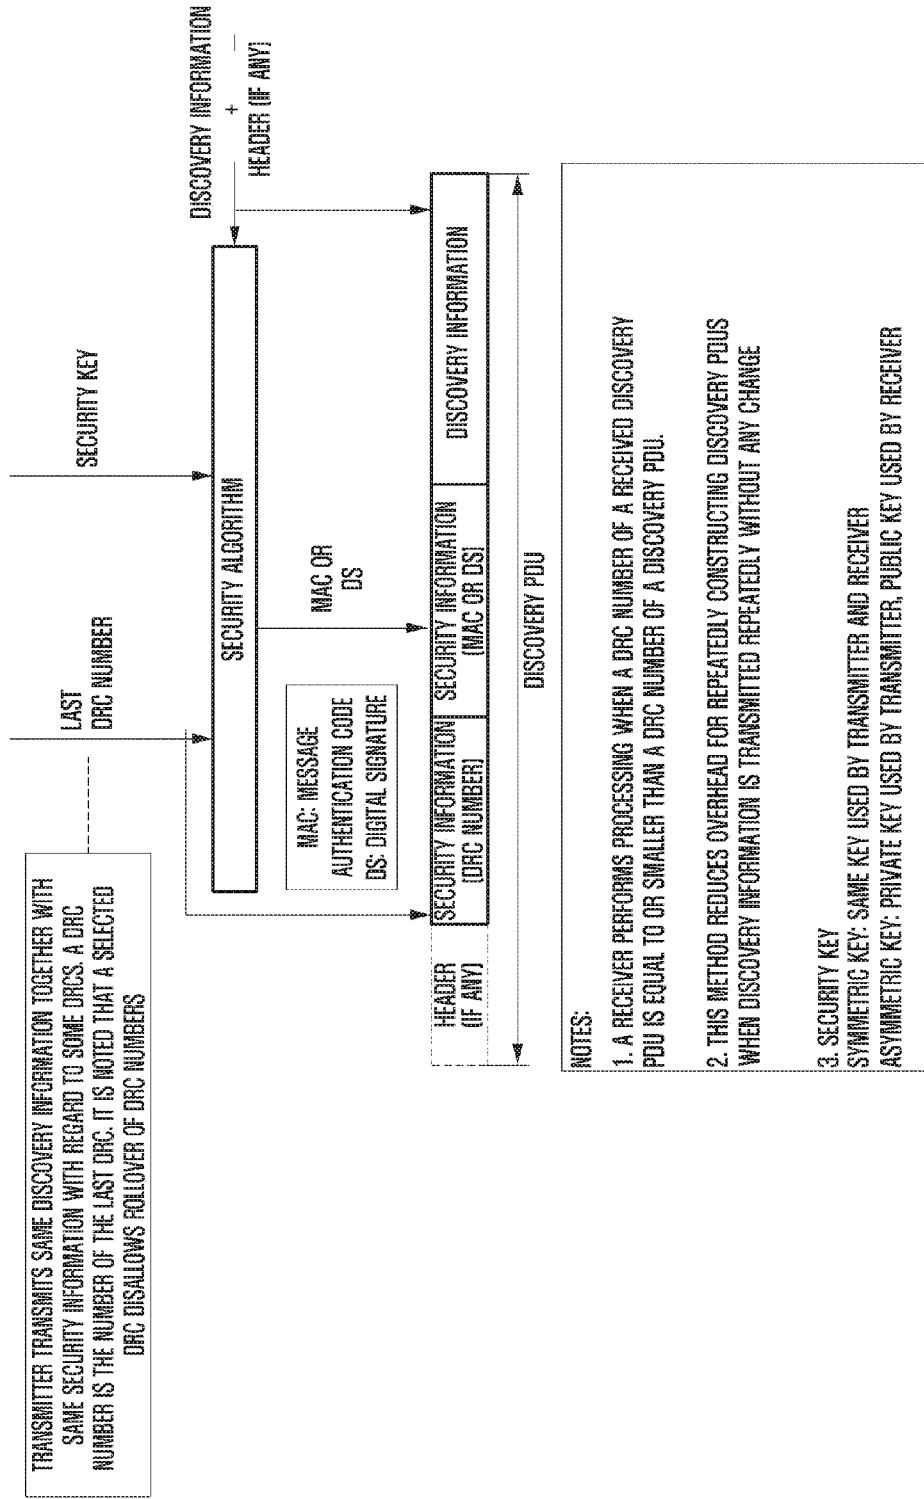 TRANSMITTER TRANSMITS SAME DISCOVERY INFORMATION TOGETHER WITH
SAME SECURITY INFORMATION WITH REGARD TO SOME DRCS. A DRC
NUMBER IS THE NUMBER OF THE LAST DRC. IT IS NOTED THAT A SELECTED
DRC DISALLOWS ROLLOVER OF DRC NUMBERS
LAST
DRC NUMBER
SECURITY KEY
DISCOVERY INFORMATION
+
HEADER (IF ANY)
SECURITY ALGORITHM
MAC: MESSAGE
AUTHENTICATION CODE
DS: DIGITAL SIGNATURE
MAC OR
DS
HEADER
(IF ANY)
SECURITY INFORMATION
(DRC NUMBER)
SECURITY INFORMATION
(MAC OR DS)
DISCOVERY INFORMATION
DISCOVERY PDU
NOTES:
1. A RECEIVER PERFORMS PROCESSING WHEN A DRC NUMBER OF A RECEIVED DISCOVERY
PDU IS EQUAL TO OR SMALLER THAN A DRC NUMBER OF A DISCOVERY PDU.
2. THIS METHOD REDUCES OVERHEAD FOR REPEATEDLY CONSTRUCTING DISCOVERY PDUS
WHEN DISCOVERY INFORMATION IS TRANSMITTED REPEATEDLY WITHOUT ANY CHANGE
3. SECURITY KEY
SYMMETRIC KEY: SAME KEY USED BY TRANSMITTER AND RECEIVER
ASYMMETRIC KEY: PRIVATE KEY USED BY TRANSMITTER, PUBLIC KEY USED BY RECEIVER